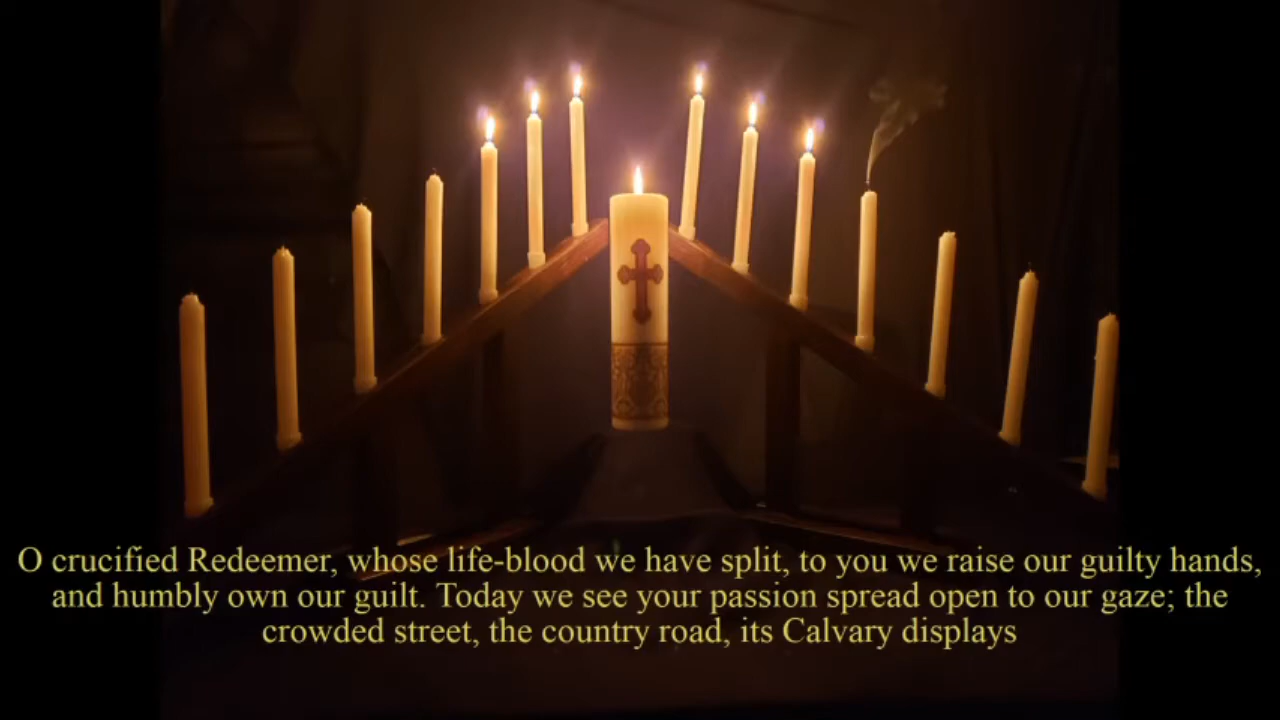 O crucified Redeemer, whose life-blood we have split, to you we raise our guilty hands,
and humbly own our guilt. Today we see your passion spread open to our gaze; the
crowded street, the country road, its Calvary displays